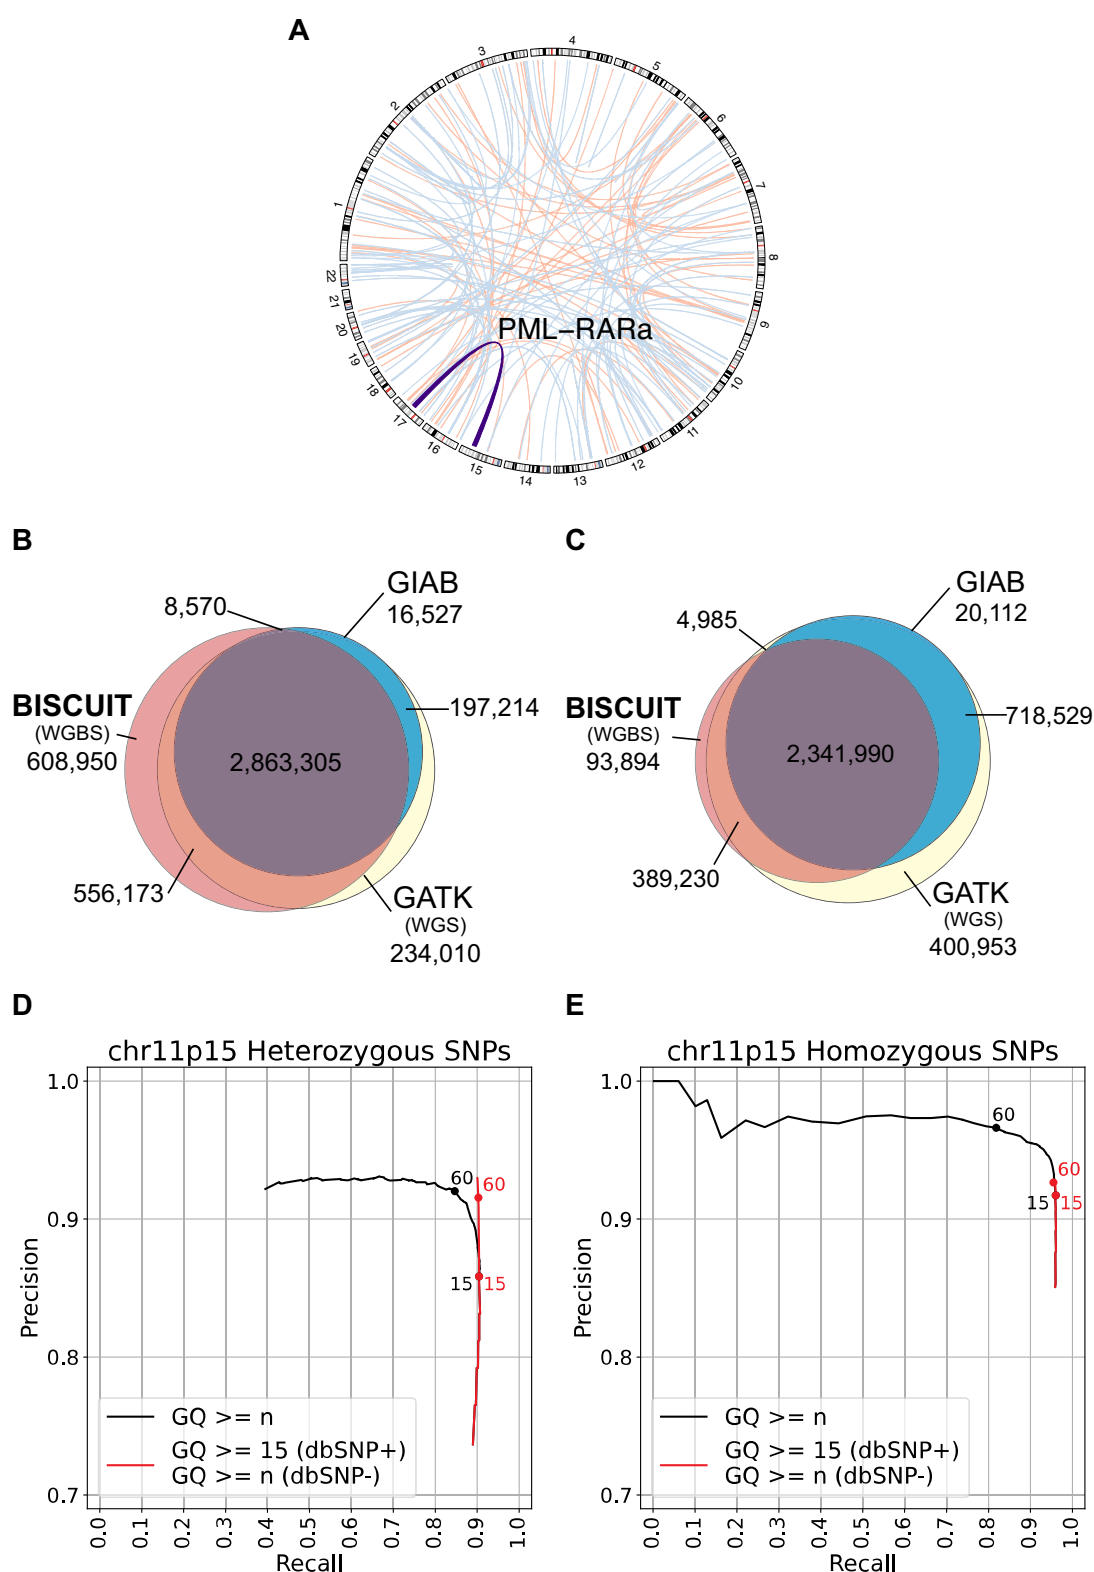 A
1
2
3
4
5
6
7
8
9
10
11
12
13
14
15
16
17
18
19
20
21
22
PML−RARa
B
GIAB
16,527
8,570
197,214
BISCUIT
(WGBS)
608,950
2,863,305
556,173
GATK
(WGS)
234,010
C
GIAB
20,112
4,985
718,529
BISCUIT
(WGBS)
93,894
2,341,990
389,230
GATK
(WGS)
400,953
D
chr11p15 Heterozygous SNPs
1.0
0.9
0.8
0.7
Precision
60
60
15
15
GQ >= n
GQ >= 15 (dbSNP+)
GQ >= n (dbSNP-)
0.0
0.1
0.2
0.3
0.4
0.5
0.6
0.7
0.8
0.9
1.0
Recall
E
chr11p15 Homozygous SNPs
1.0
0.9
0.8
0.7
Precision
60
60
15
15
GQ >= n
GQ >= 15 (dbSNP+)
GQ >= n (dbSNP-)
0.0
0.1
0.2
0.3
0.4
0.5
0.6
0.7
0.8
0.9
1.0
Recall